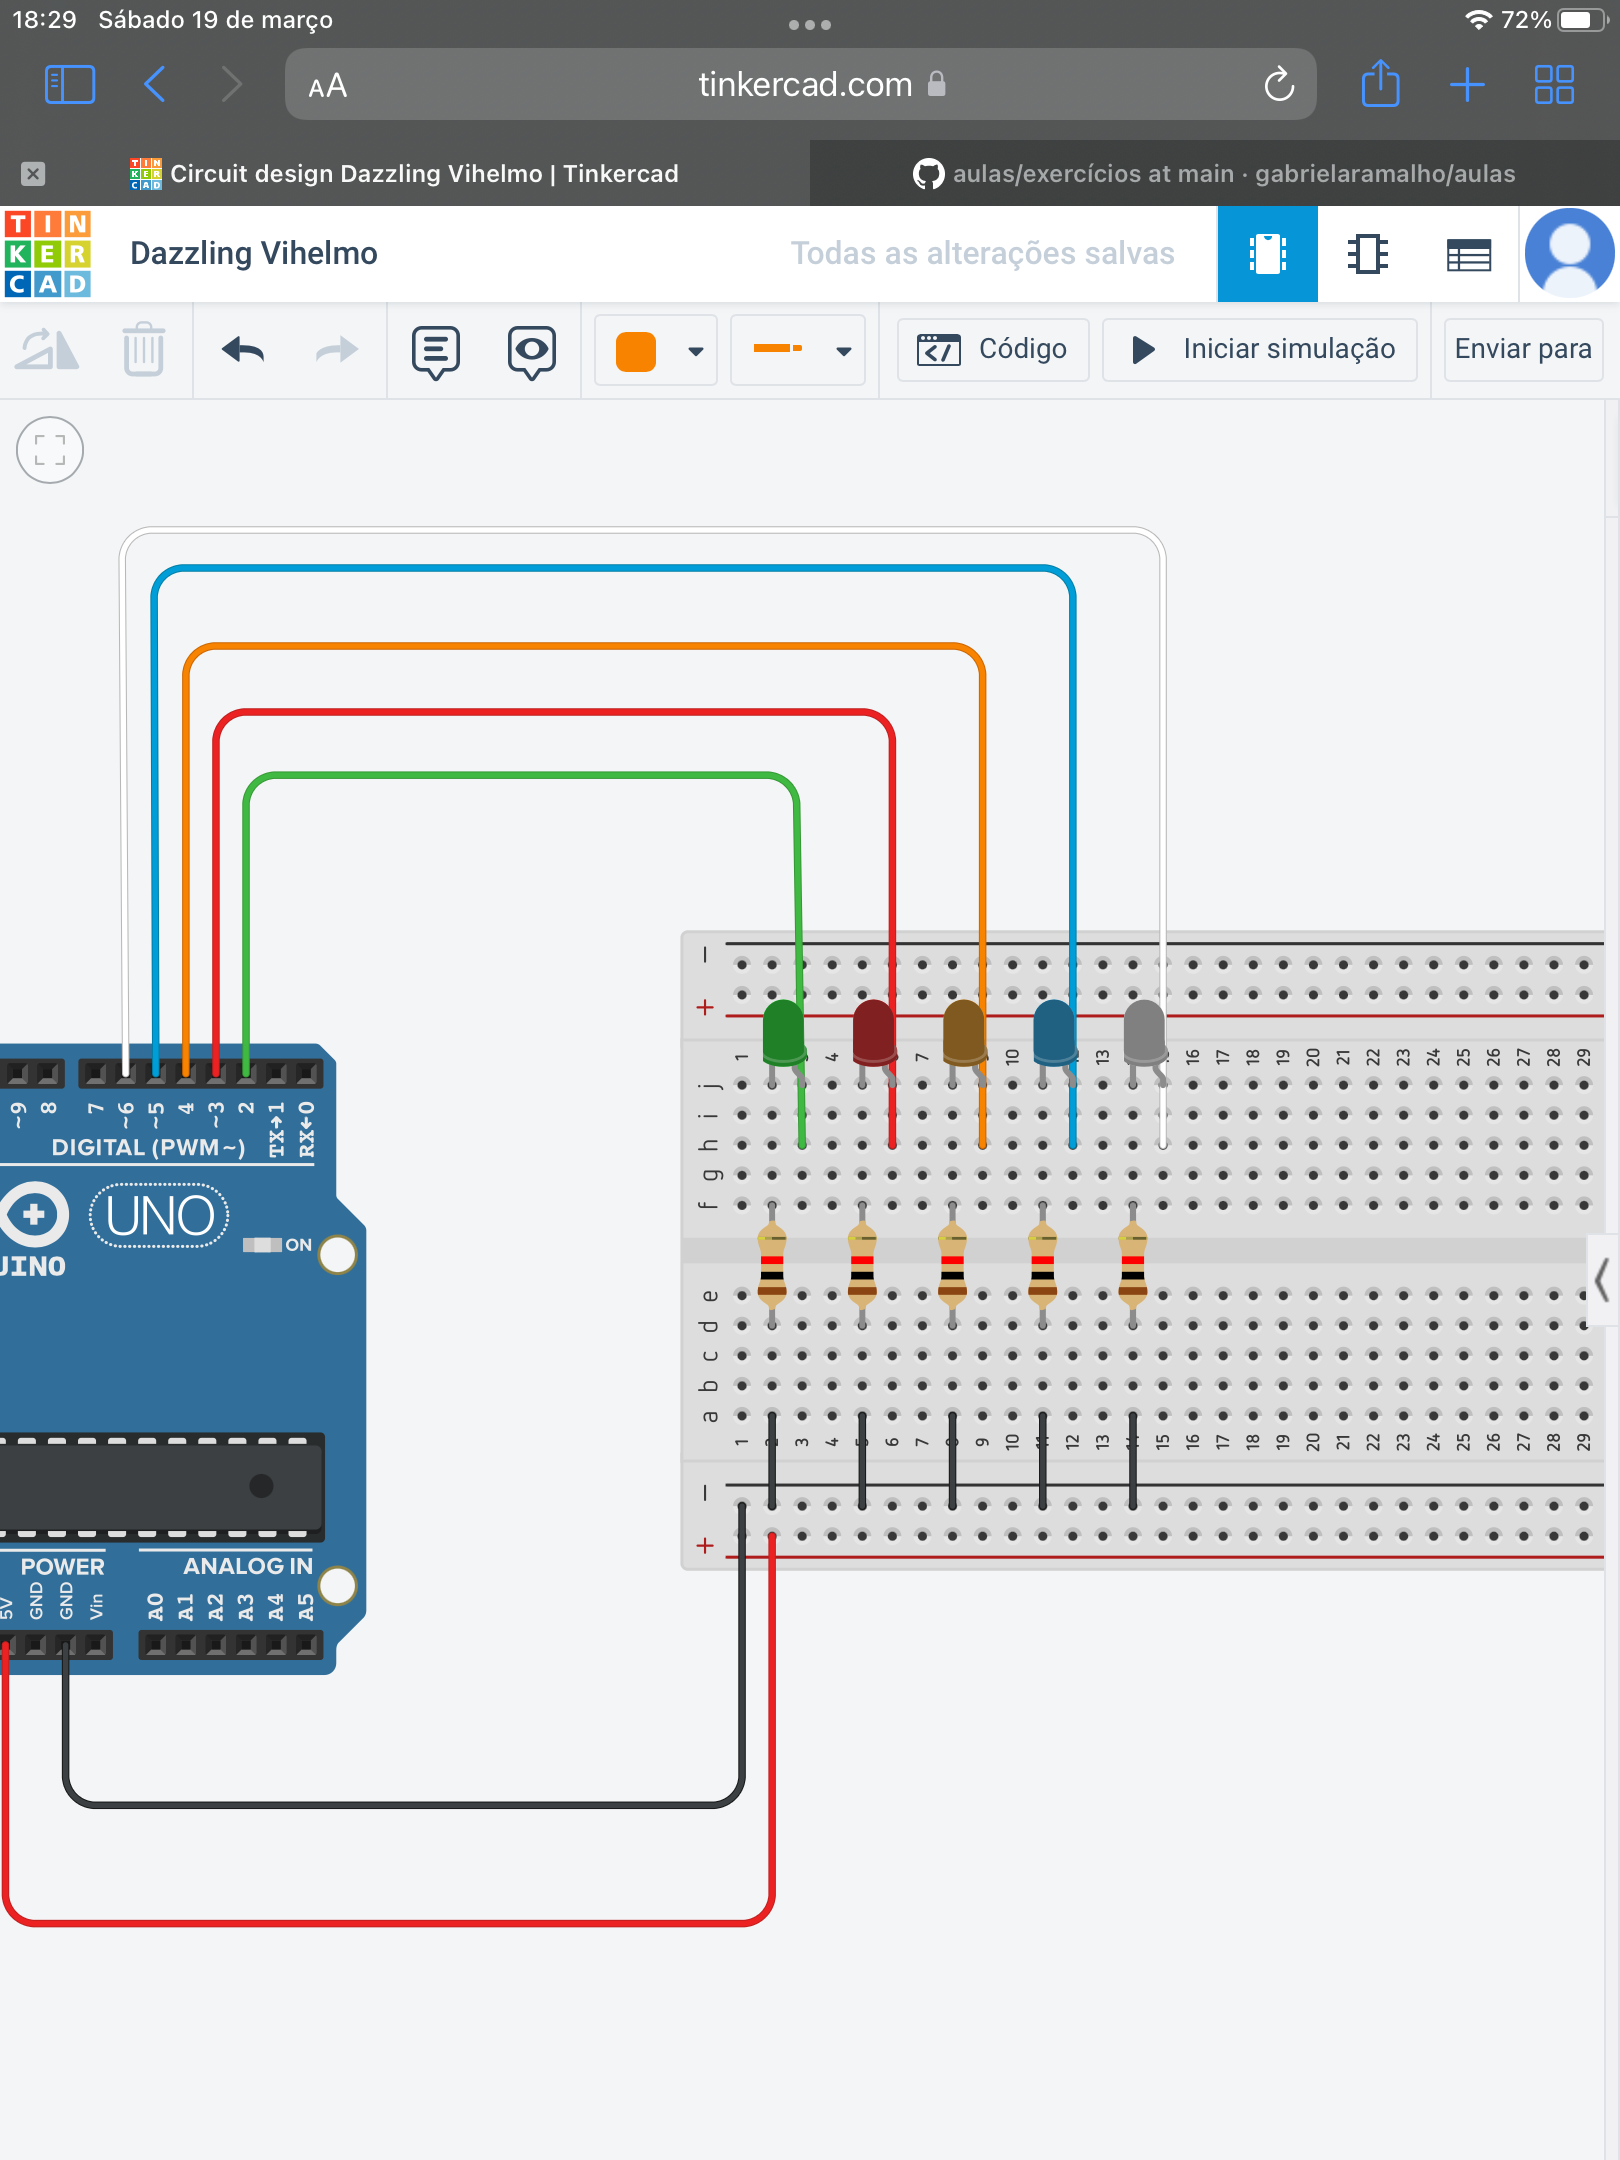 18:29 Sábado 19 de março
72%
AA
tinkercad.com
Circuit design Dazzling Vihelmo | Tinkercad
aulas/exercícios at main · gabrielaramalho/aulas
TIN
KER
CAD
Dazzling Vihelmo
Todas as alterações salvas
Código
Iniciar simulação
Enviar para
− +
1 4 7 10 13 16 17 18 19 20 21 22 23 24 25 26 27 28 29
j
i
h
g
f
~9 8 7 ~6 ~5 4 ~3 2 TX→1 RX←0
DIGITAL (PWM~)
UNO
ON
UINO
e
d
c
b
a
1 3 4 6 7 9 10 12 13 15 16 17 18 19 20 21 22 23 24 25 26 27 28 29
− +
POWER
ANALOG IN
5V GND GND Vin A0 A1 A2 A3 A4 A5